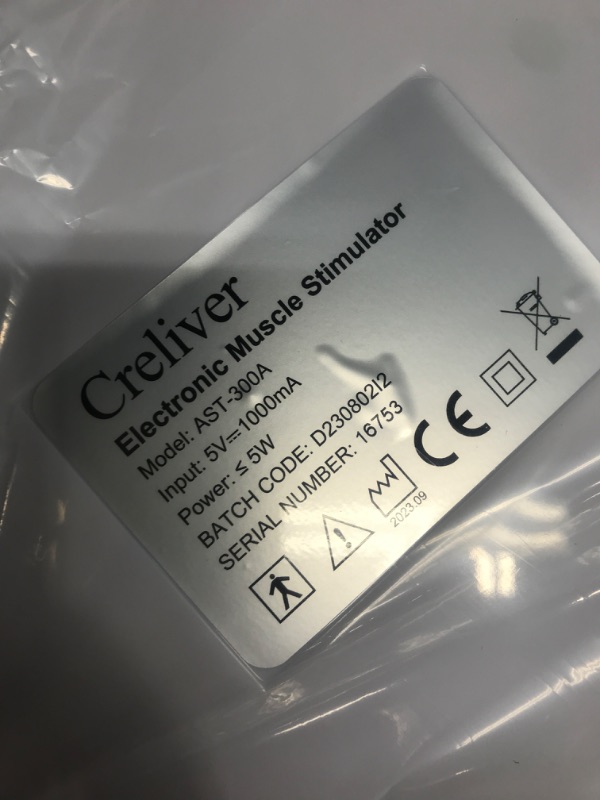 Creliver
Electronic Muscle Stimulator
Model: AST-300A
Input: 5V⎓1000mA
Power: ≤ 5W
BATCH CODE: D230802I2
SERIAL NUMBER: 16753
2023.09
CE